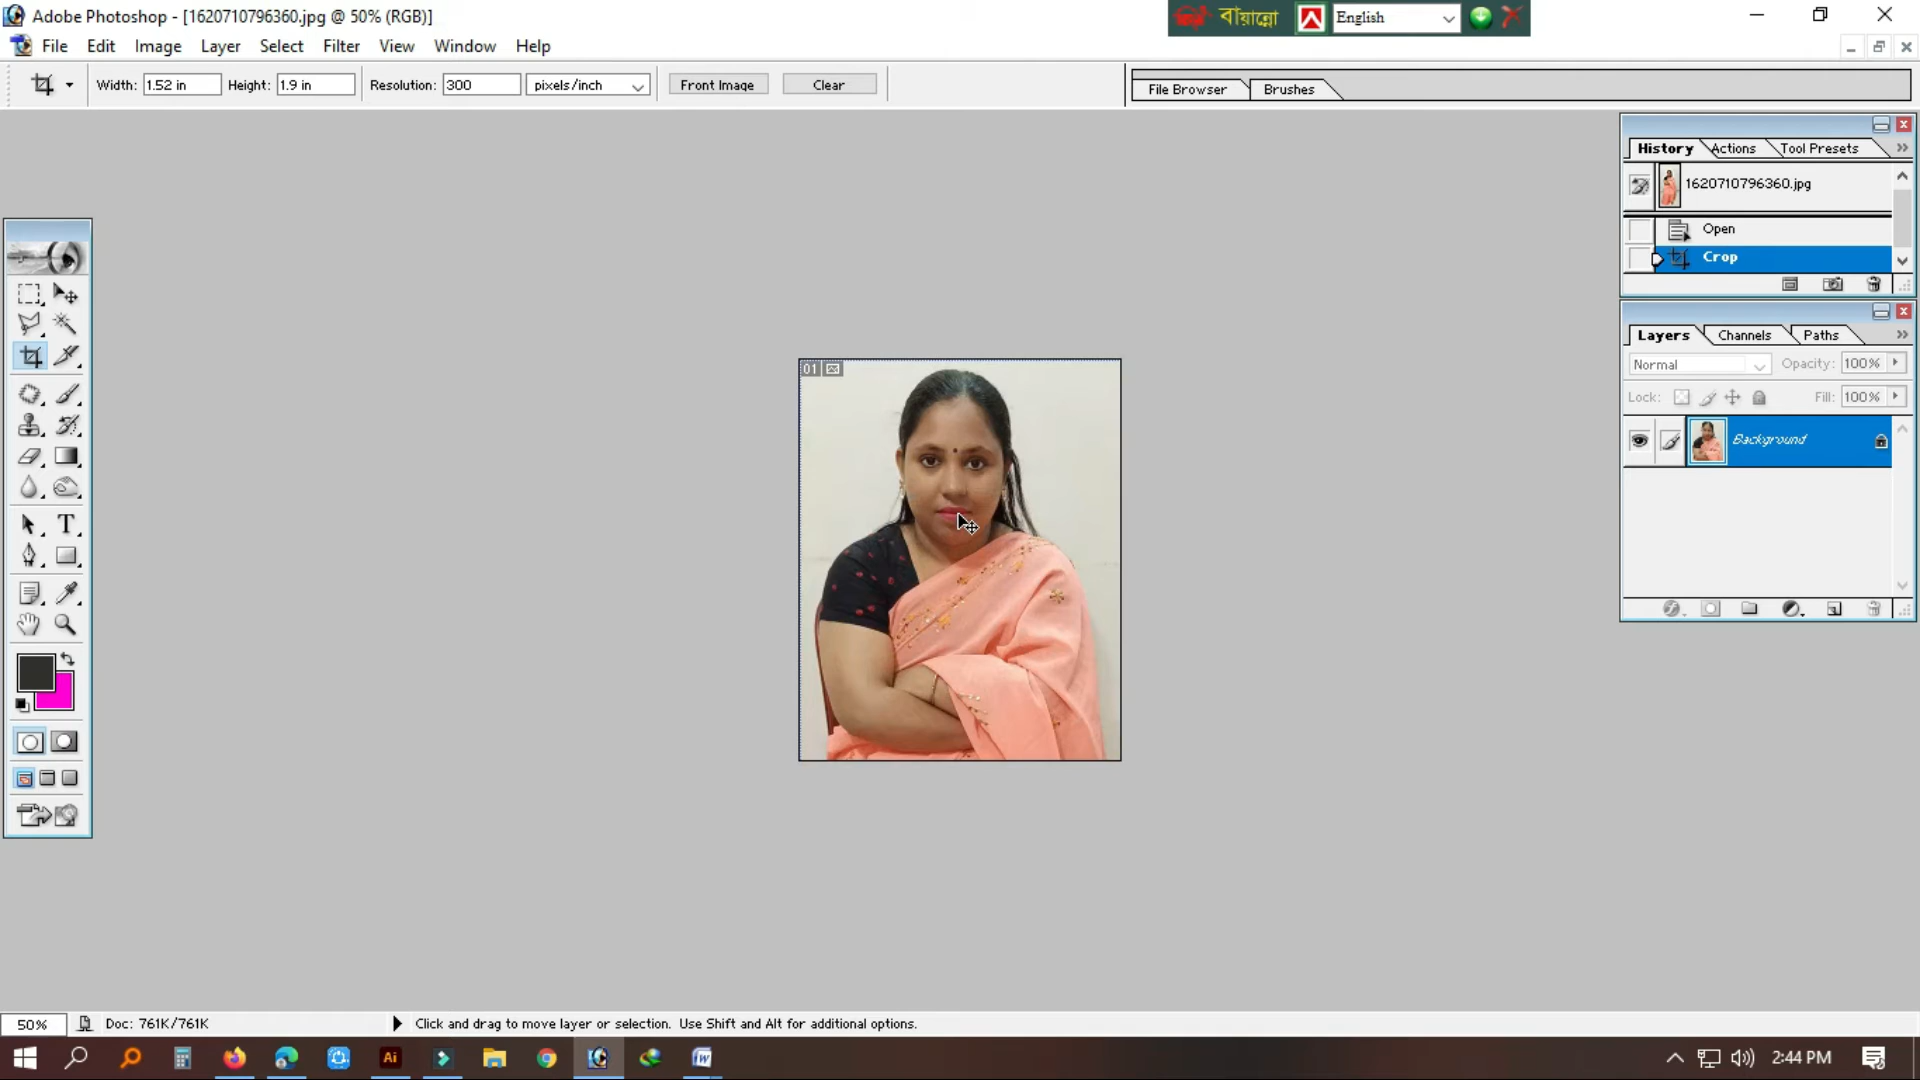 Adobe Photoshop - [1620710796360.jpg @ 50% (RGB)]
বায়ান্নো
English
File Edit Image Layer Select Filter View Window Help
Width: 1.52 in Height: 1.9 in Resolution: 300 pixels/inch Front Image Clear
File Browser Brushes
History Actions Tool Presets
1620710796360.jpg
Open
Crop
Layers Channels Paths
Normal Opacity: 100%
Lock: Fill: 100%
Background
01
T
50% Doc: 761K/761K Click and drag to move layer or selection. Use Shift and Alt for additional options.
Ai
W
2:44 PM